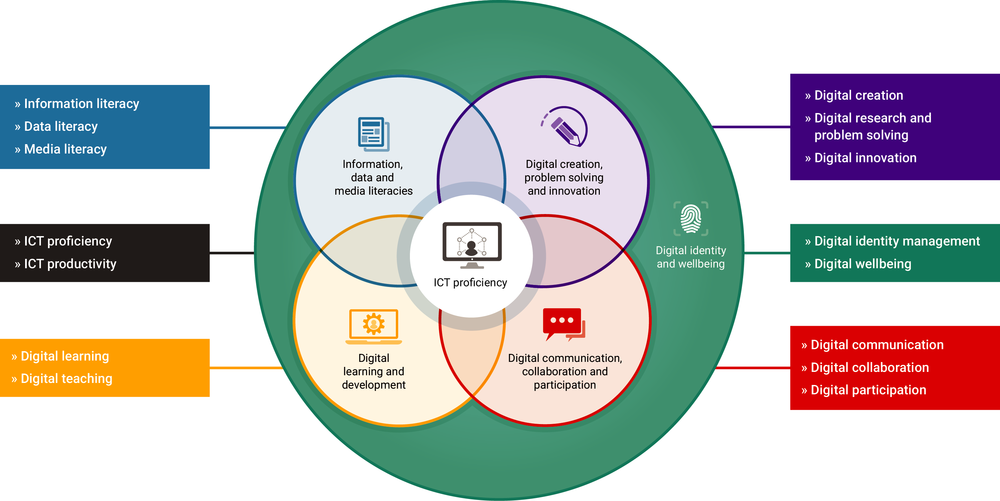 » Information literacy
» Data literacy
» Media literacy
» ICT proficiency
» ICT productivity
» Digital learning
» Digital teaching
Information,
data and
media literacies
Digital creation,
problem solving
and innovation
ICT proficiency
Digital identity
and wellbeing
Digital
learning and
development
Digital communication,
collaboration and
participation
» Digital creation
» Digital research and
problem solving
» Digital innovation
» Digital identity management
» Digital wellbeing
» Digital communication
» Digital collaboration
» Digital participation